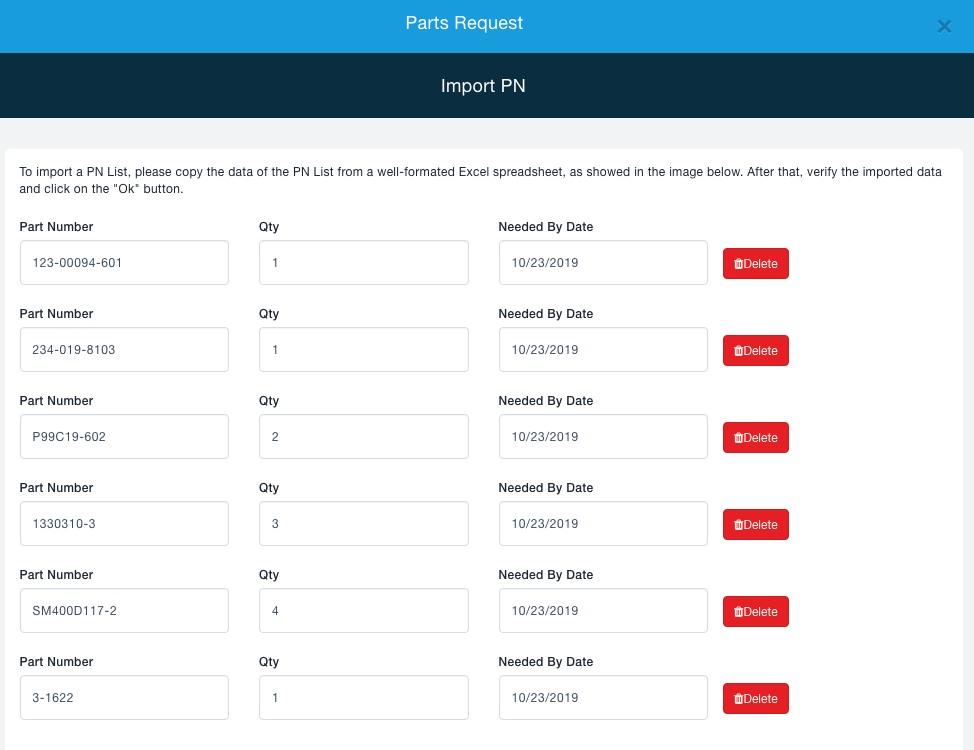 Parts Request
×
Import PN
To import a PN List, please copy the data of the PN List from a well-formated Excel spreadsheet, as showed in the image below. After that, verify the imported data
and click on the "Ok" button.
Part Number Qty Needed By Date
123-00094-601 1 10/23/2019 Delete
Part Number Qty Needed By Date
234-019-8103 1 10/23/2019 Delete
Part Number Qty Needed By Date
P99C19-602 2 10/23/2019 Delete
Part Number Qty Needed By Date
1330310-3 3 10/23/2019 Delete
Part Number Qty Needed By Date
SM400D117-2 4 10/23/2019 Delete
Part Number Qty Needed By Date
3-1622 1 10/23/2019 Delete